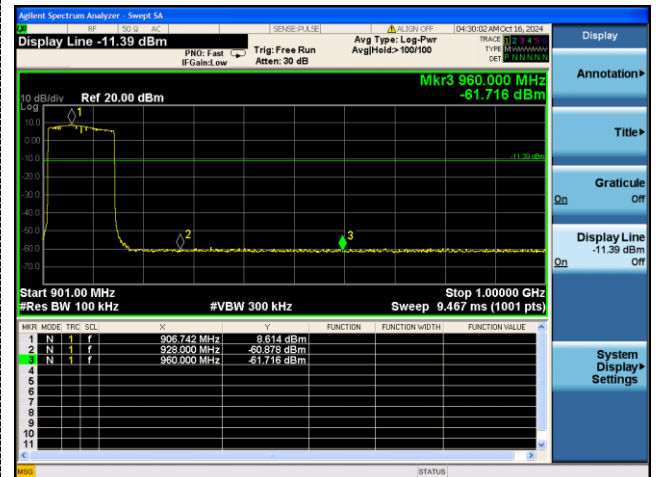 Agilent Spectrum Analyzer - Swept SA
RF 50 Ω AC SENSE:PULSE ALIGN OFF 04:30:02 AM Oct 16, 2024
Display Line -11.39 dBm
PNO: Fast
IFGain:Low
Trig: Free Run
Atten: 30 dB
Avg Type: Log-Pwr
Avg|Hold:> 100/100
TRACE 1 2 3 4 5 6
TYPE
DET P N N N N N
Mkr3 960.000 MHz
-61.716 dBm
10 dB/div Ref 20.00 dBm
Log
10.0
0.00
-10.0
-20.0
-30.0
-40.0
-50.0
-60.0
-70.0
1
-11.39 dBm
2
3
Start 901.00 MHz Stop 1.00000 GHz
#Res BW 100 kHz #VBW 300 kHz Sweep 9.467 ms (1001 pts)
MKR MODE TRC SCL X Y FUNCTION FUNCTION WIDTH FUNCTION VALUE
1 N 1 f 906.742 MHz 8.614 dBm
2 N 1 f 928.000 MHz -60.878 dBm
3 N 1 f 960.000 MHz -61.716 dBm
4
5
6
7
8
9
10
11
MSG STATUS
Display
Annotation
Title
Graticule
On Off
Display Line
-11.39 dBm
On Off
System
Display
Settings